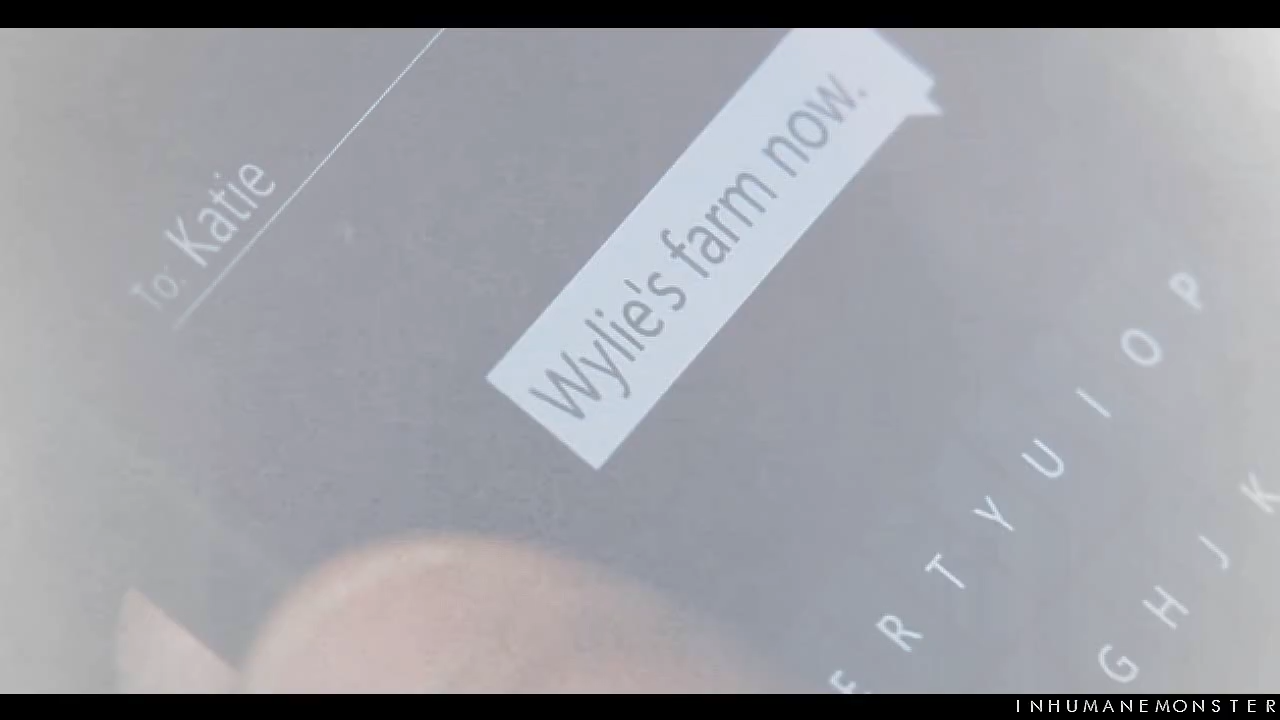 To: Katie
Wylie's farm now.
E R T Y U I O P
G H J K
INHUMANEMONSTER